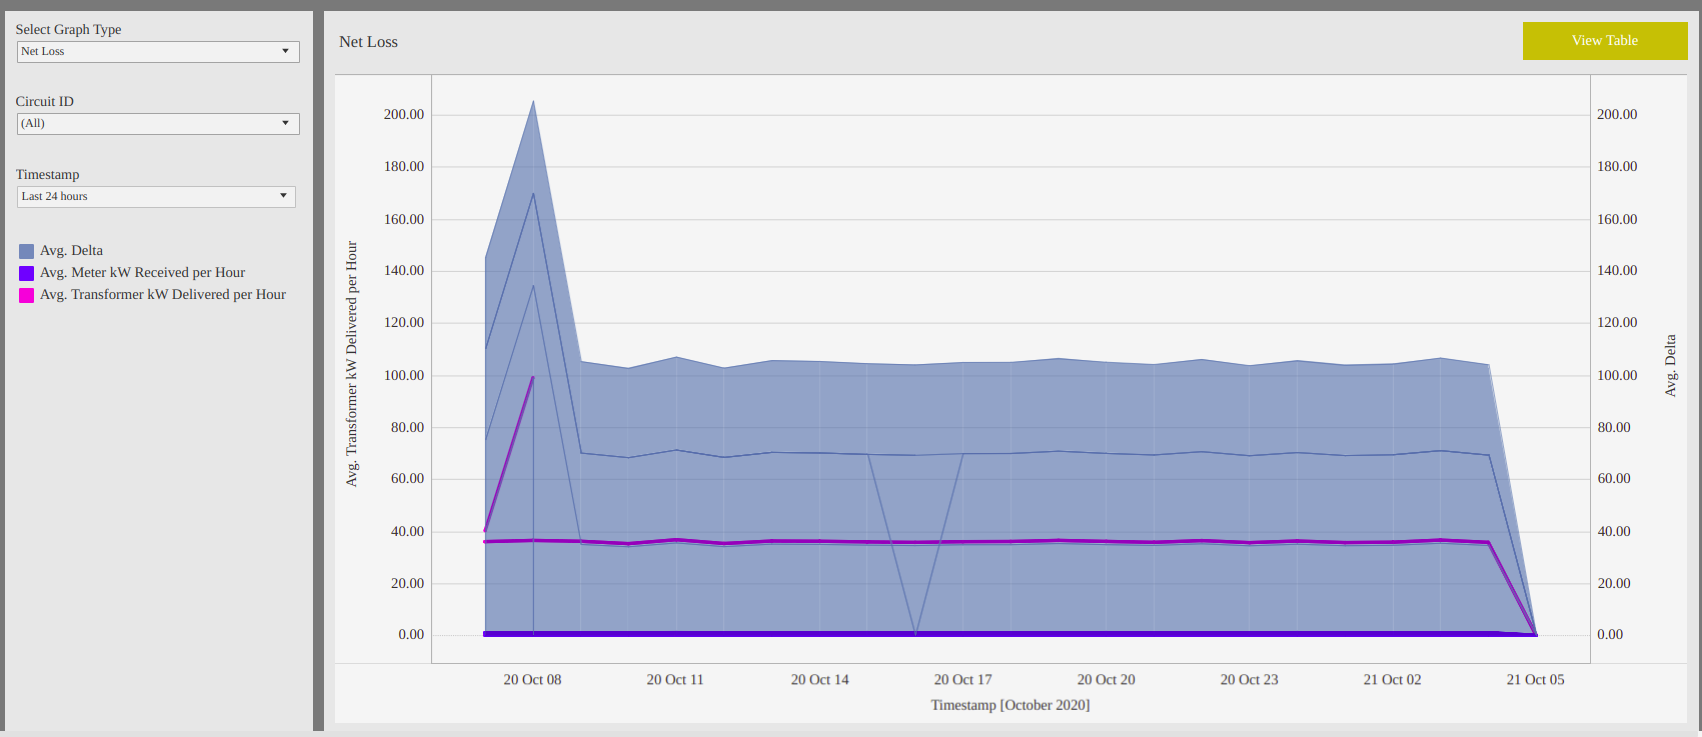 Select Graph Type
Net Loss
Circuit ID
(All)
Timestamp
Last 24 hours
Avg. Delta
Avg. Meter kW Received per Hour
Avg. Transformer kW Delivered per Hour
Net Loss
View Table
Avg. Transformer kW Delivered per Hour
200.00
180.00
160.00
140.00
120.00
100.00
80.00
60.00
40.00
20.00
0.00
200.00
180.00
160.00
140.00
120.00
100.00
80.00
60.00
40.00
20.00
0.00
Avg. Delta
20 Oct 08 20 Oct 11 20 Oct 14 20 Oct 17 20 Oct 20 20 Oct 23 21 Oct 02 21 Oct 05
Timestamp [October 2020]